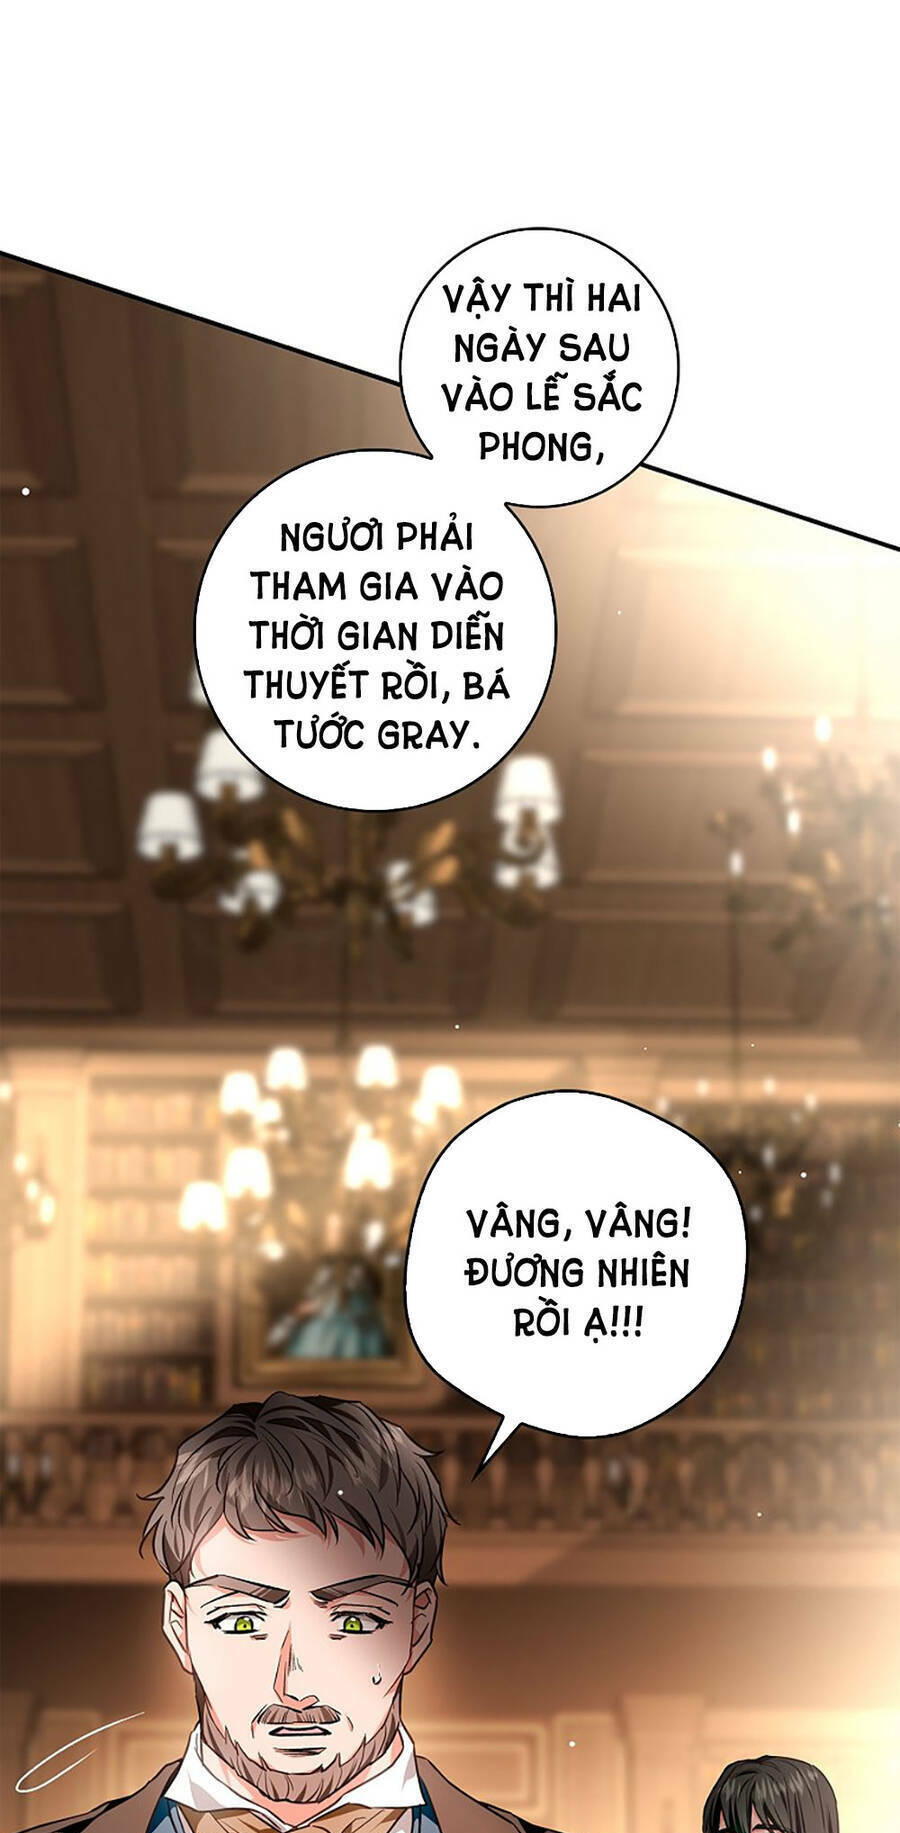 VẬY THÌ HAI
NGÀY SAU
VÀO LỄ SẮC
PHONG,
NGƯƠI PHẢI
THAM GIA VÀO
THỜI GIAN DIỄN
THUYẾT RỒI, BÁ
TƯỚC GRAY.
VÂNG, VÂNG!
ĐƯƠNG NHIÊN
RỒI Ạ!!!